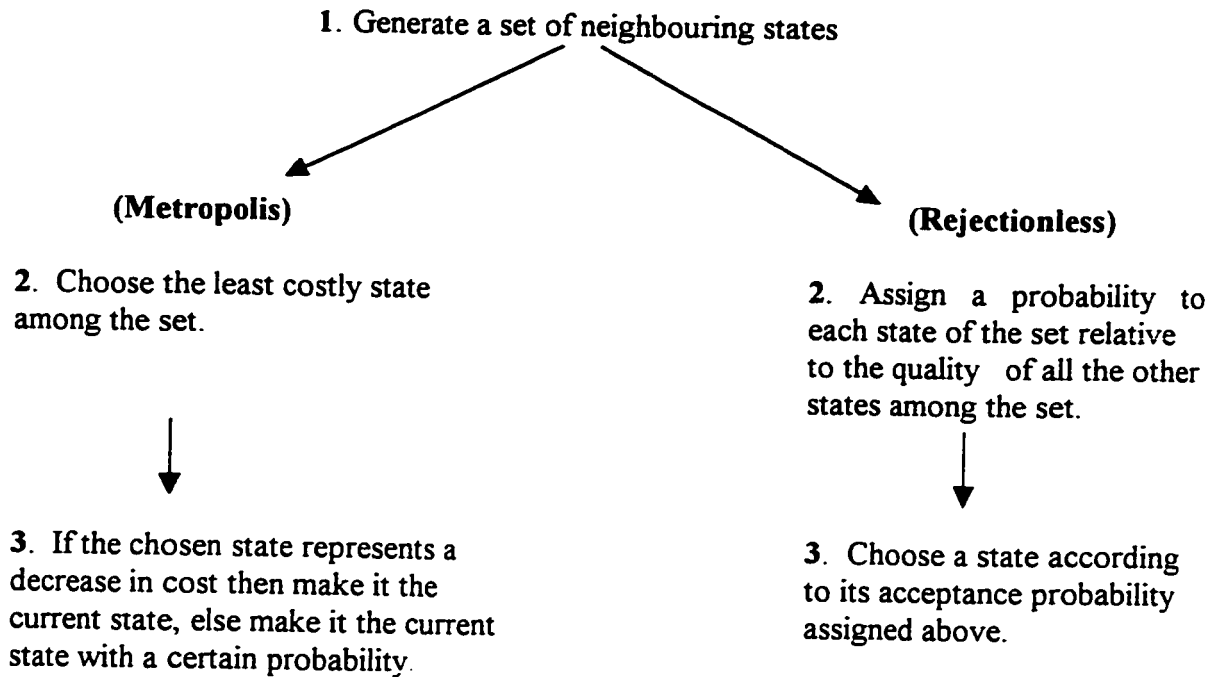 1. Generate a set of neighbouring states
(Metropolis)
2. Choose the least costly state
among the set.
3. If the chosen state represents a
decrease in cost then make it the
current state, else make it the current
state with a certain probability.
(Rejectionless)
2. Assign a probability to
each state of the set relative
to the quality of all the other
states among the set.
3. Choose a state according
to its acceptance probability
assigned above.